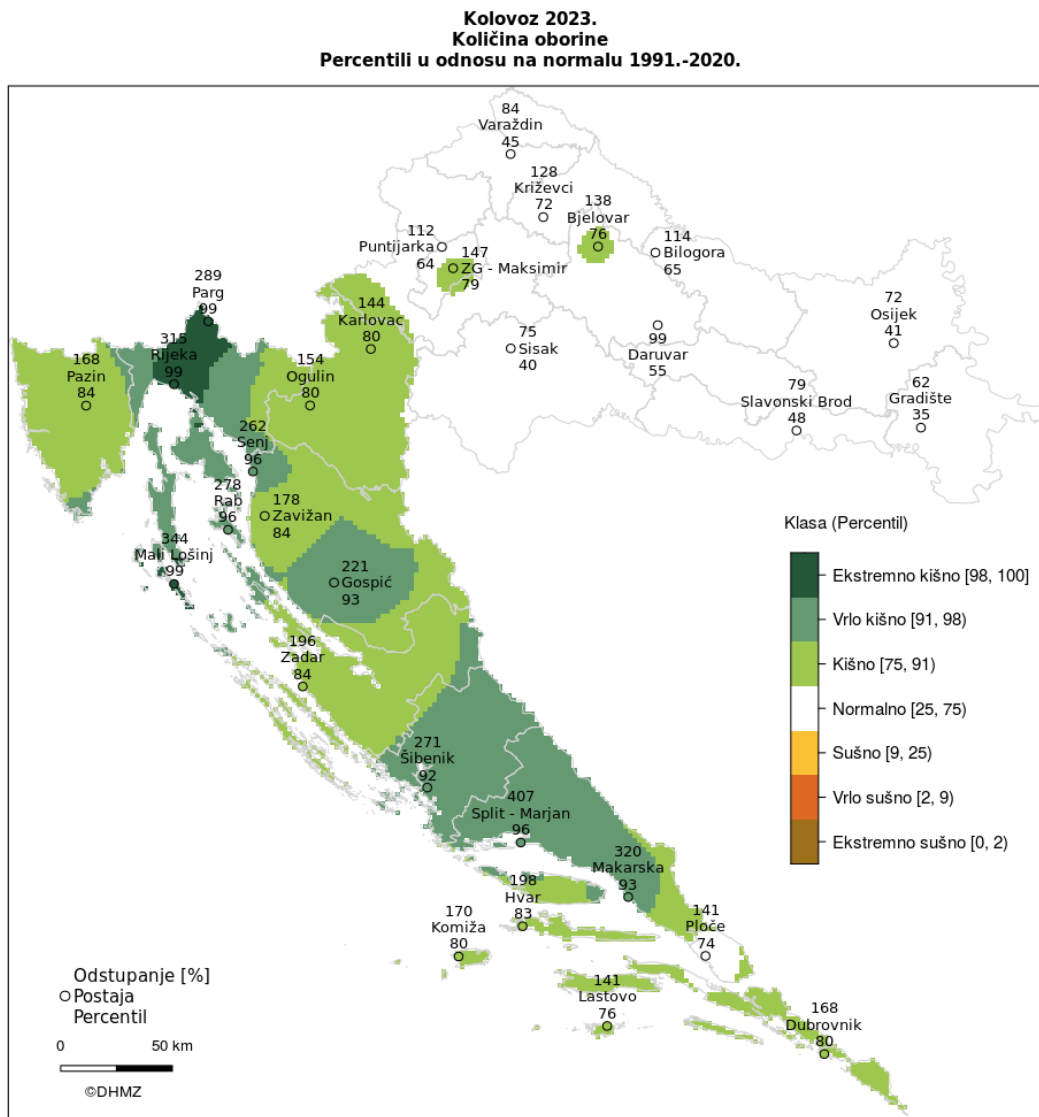 Kolovoz 2023.
Količina oborine
Percentili u odnosu na normalu 1991.-2020.
84
Varaždin
45
128
Križevci
72
138
Bjelovar
76
112
Puntijarka
64
147
ZG - Maksimir
79
114
Bilogora
65
289
Parg
99
144
Karlovac
80
72
Osijek
41
315
Rijeka
99
75
Sisak
40
99
Daruvar
55
168
Pazin
84
154
Ogulin
80
79
Slavonski Brod
48
62
Gradište
35
262
Senj
96
278
Rab
96
178
Zavižan
84
344
Mali Lošinj
99
221
Gospić
93
196
Zadar
84
271
Šibenik
92
407
Split - Marjan
96
320
Makarska
93
198
Hvar
83
170
Komiža
80
141
Ploče
74
141
Lastovo
76
168
Dubrovnik
80
Klasa (Percentil)
Ekstremno kišno [98, 100]
Vrlo kišno [91, 98)
Kišno [75, 91)
Normalno [25, 75)
Sušno [9, 25)
Vrlo sušno [2, 9)
Ekstremno sušno [0, 2)
Odstupanje [%]
Postaja
Percentil
0 50 km
©DHMZ